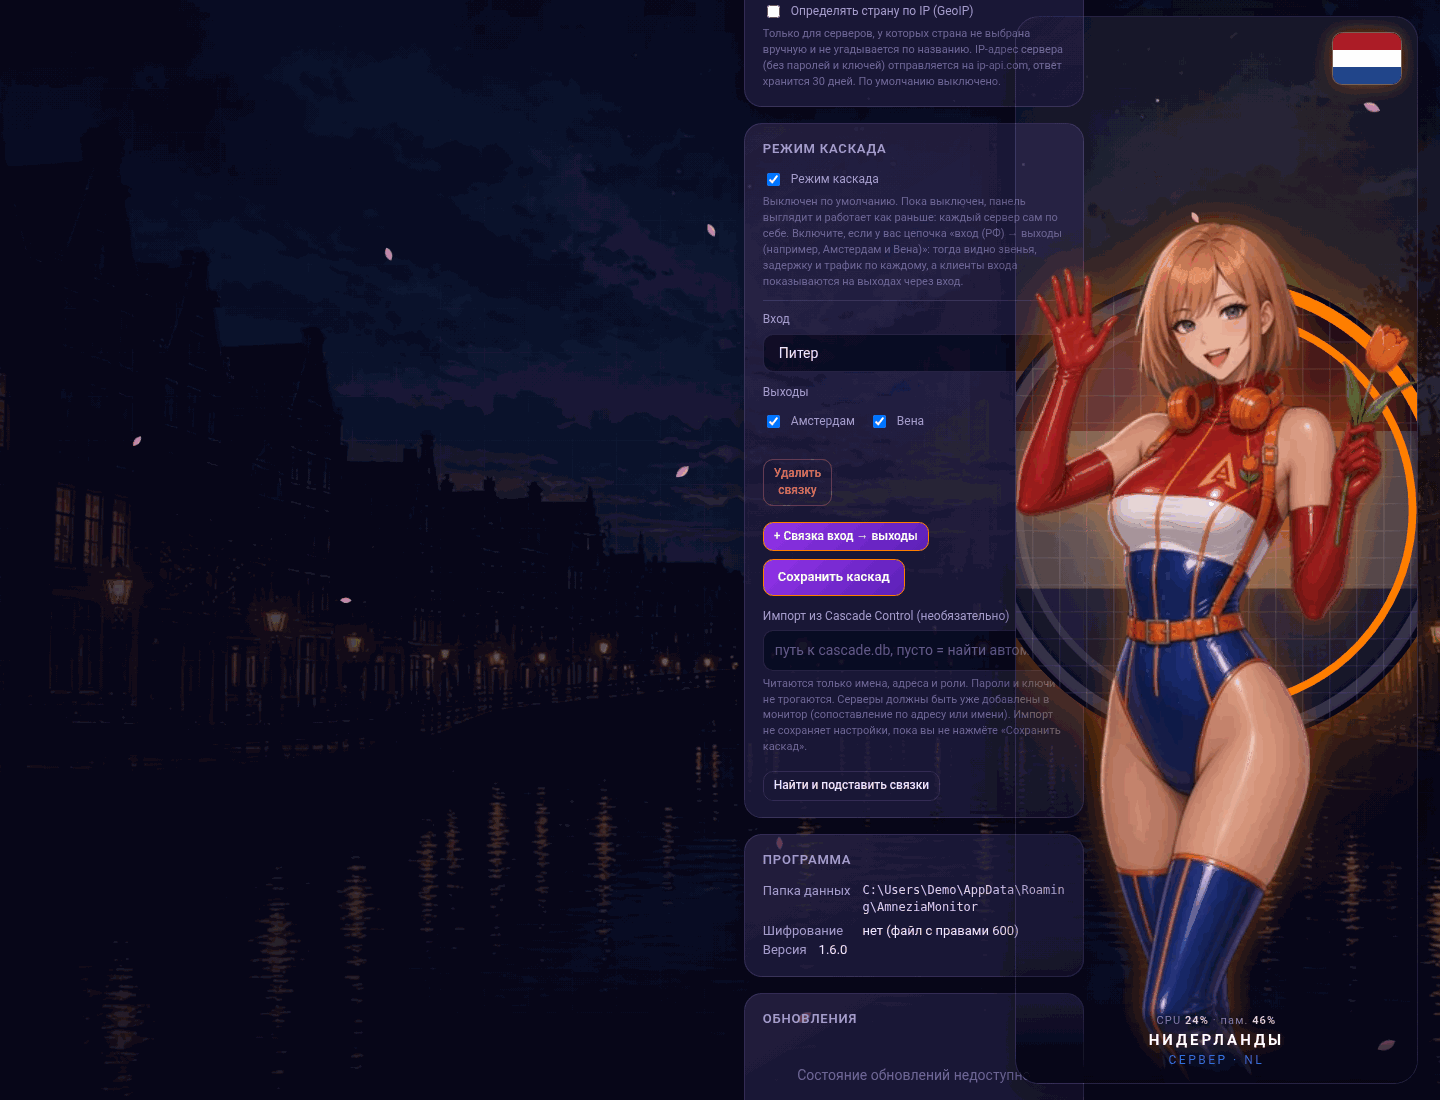 Определять страну по IP (GeoIP)
Только для серверов, у которых страна не выбрана
вручную и не угадывается по названию. IP-адрес сервера
(без паролей и ключей) отправляется на ip-api.com, ответ
хранится 30 дней. По умолчанию выключено.
РЕЖИМ КАСКАДА
Режим каскада
Выключен по умолчанию. Пока выключен, панель
выглядит и работает как раньше: каждый сервер сам по
себе. Включите, если у вас цепочка «вход (РФ) → выходы
(например, Амстердам и Вена)»: тогда видно звенья,
задержку и трафик по каждому, а клиенты входа
показываются на выходах через вход.
Вход
Питер
Выходы
Амстердам Вена
Удалить
связку
+ Связка вход → выходы
Сохранить каскад
Импорт из Cascade Control (необязательно)
путь к cascade.db, пусто = найти автом
Читаются только имена, адреса и роли. Пароли и ключи
не трогаются. Серверы должны быть уже добавлены в
монитор (сопоставление по адресу или имени). Импорт
не сохраняет настройки, пока вы не нажмёте «Сохранить
каскад».
Найти и подставить связки
ПРОГРАММА
Папка данных C:\Users\Demo\AppData\Roamin
g\AmneziaMonitor
Шифрование нет (файл с правами 600)
Версия 1.6.0
ОБНОВЛЕНИЯ
Состояние обновлений недоступно
CPU 24% · пам. 46%
НИДЕРЛАНДЫ
СЕРВЕР · NL